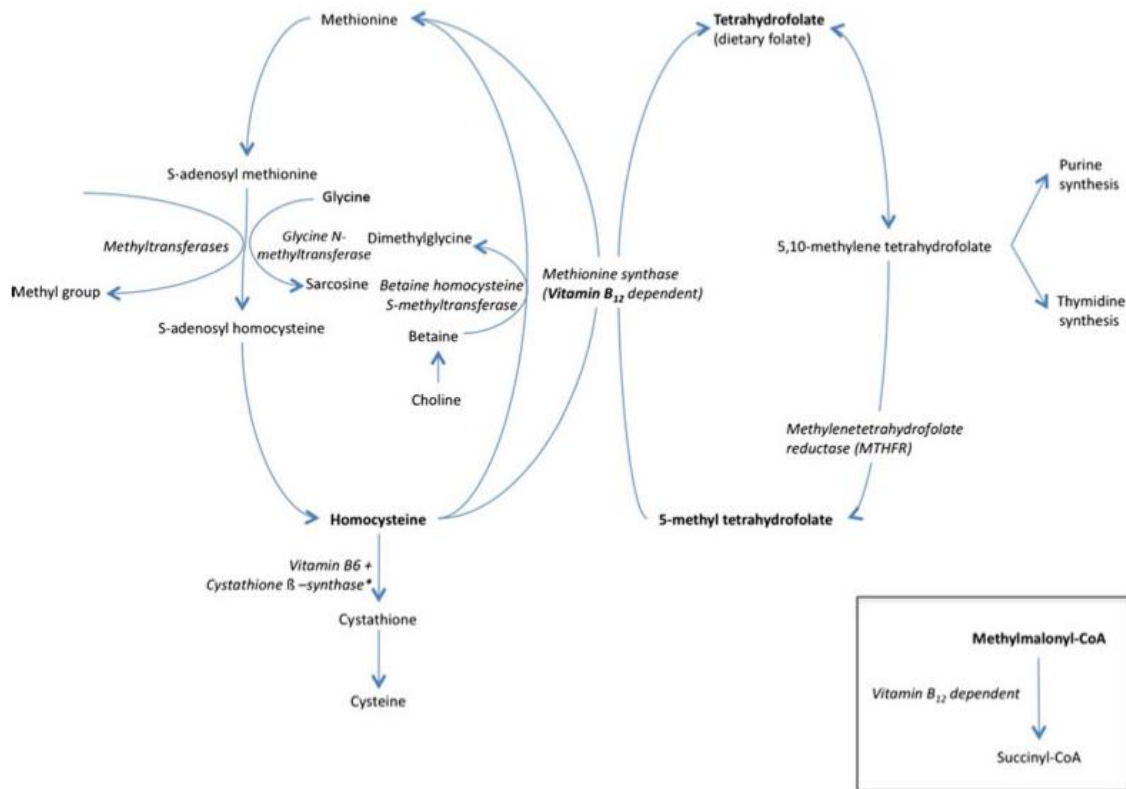 Methionine
Tetrahydrofolate
(dietary folate)
S-adenosyl methionine
Glycine
Purine
synthesis
Methyltransferases
Glycine N-
methyltransferase
Dimethylglycine
5,10-methylene tetrahydrofolate
Methyl group
Sarcosine
Betaine homocysteine
S-methyltransferase
Methionine synthase
(Vitamin B12 dependent)
Thymidine
synthesis
S-adenosyl homocysteine
Betaine
Choline
Methylenetetrahydrofolate
reductase (MTHFR)
Homocysteine
5-methyl tetrahydrofolate
Vitamin B6 +
Cystathione ß –synthase*
Cystathione
Cysteine
Methylmalonyl-CoA
Vitamin B12 dependent
Succinyl-CoA